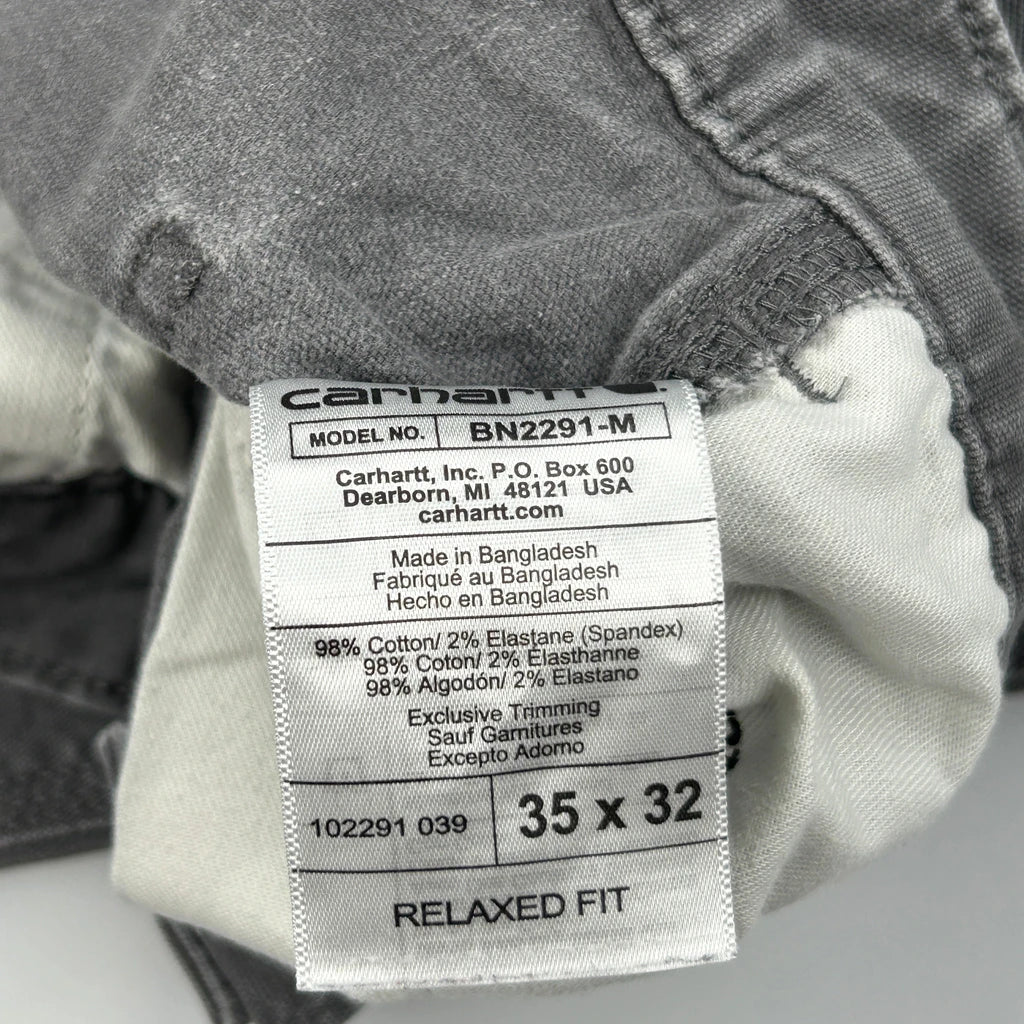 carhartt
MODEL NO. BN2291-M
Carhartt, Inc. P.O. Box 600
Dearborn, MI 48121 USA
carhartt.com
Made in Bangladesh
Fabriqué au Bangladesh
Hecho en Bangladesh
98% Cotton/ 2% Elastane (Spandex)
98% Coton/ 2% Élasthanne
98% Algodón/ 2% Elastano
Exclusive Trimming
Sauf Garnitures
Excepto Adorno
102291 039 35 x 32
RELAXED FIT